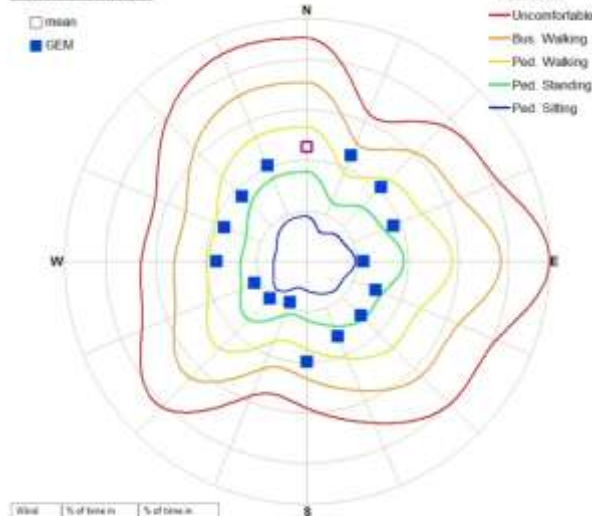 N
mean
GEM
Uncomfortable
Bus. Walking
Ped. Walking
Ped. Standing
Ped. Sitting
W
E
S
Wind
% of time in
% of time in